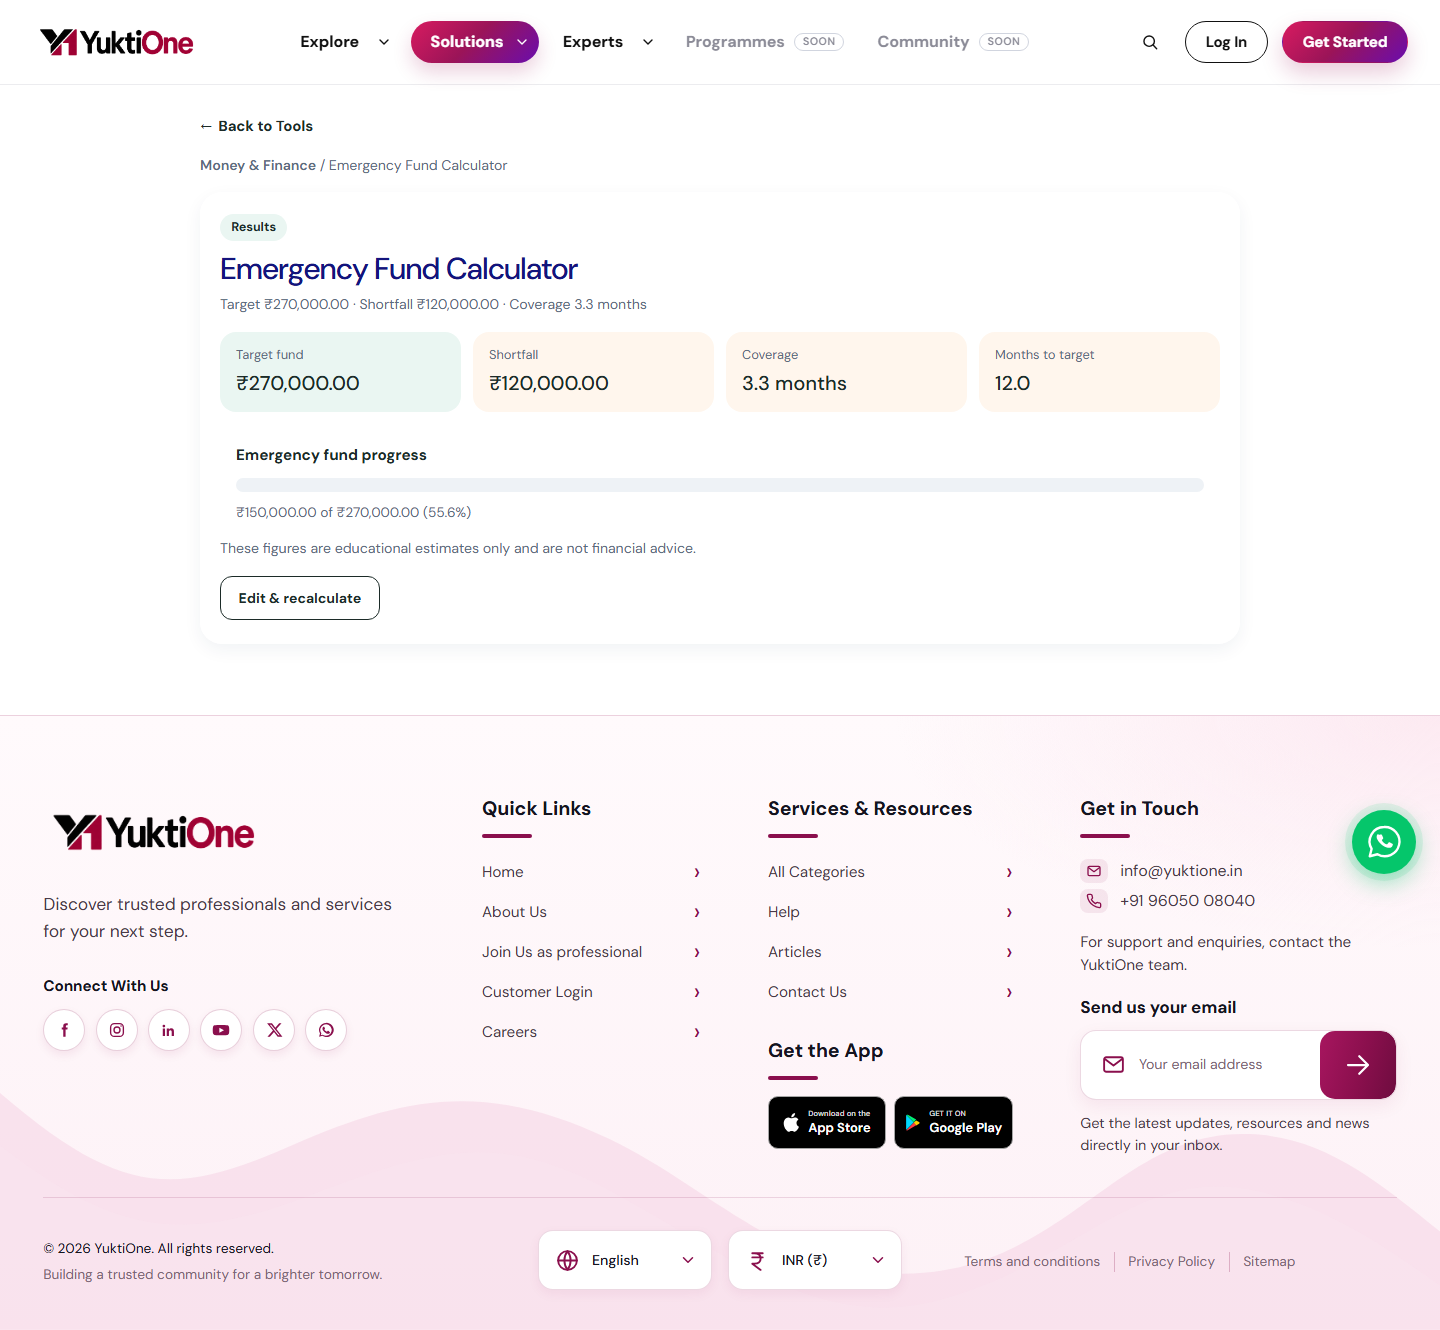 YuktiOne
Explore
Solutions
Experts
Programmes SOON
Community SOON
Log In
Get Started
← Back to Tools
Money & Finance / Emergency Fund Calculator
Results
Emergency Fund Calculator
Target ₹270,000.00 · Shortfall ₹120,000.00 · Coverage 3.3 months
Target fund
₹270,000.00
Shortfall
₹120,000.00
Coverage
3.3 months
Months to target
12.0
Emergency fund progress
₹150,000.00 of ₹270,000.00 (55.6%)
These figures are educational estimates only and are not financial advice.
Edit & recalculate
YuktiOne
Discover trusted professionals and services
for your next step.
Connect With Us
Quick Links
Home
About Us
Join Us as professional
Customer Login
Careers
Services & Resources
All Categories
Help
Articles
Contact Us
Get the App
Download on the
App Store
GET IT ON
Google Play
Get in Touch
info@yuktione.in
+91 96050 08040
For support and enquiries, contact the
YuktiOne team.
Send us your email
Your email address
Get the latest updates, resources and news
directly in your inbox.
© 2026 YuktiOne. All rights reserved.
Building a trusted community for a brighter tomorrow.
English
₹ INR (₹)
Terms and conditions
Privacy Policy
Sitemap